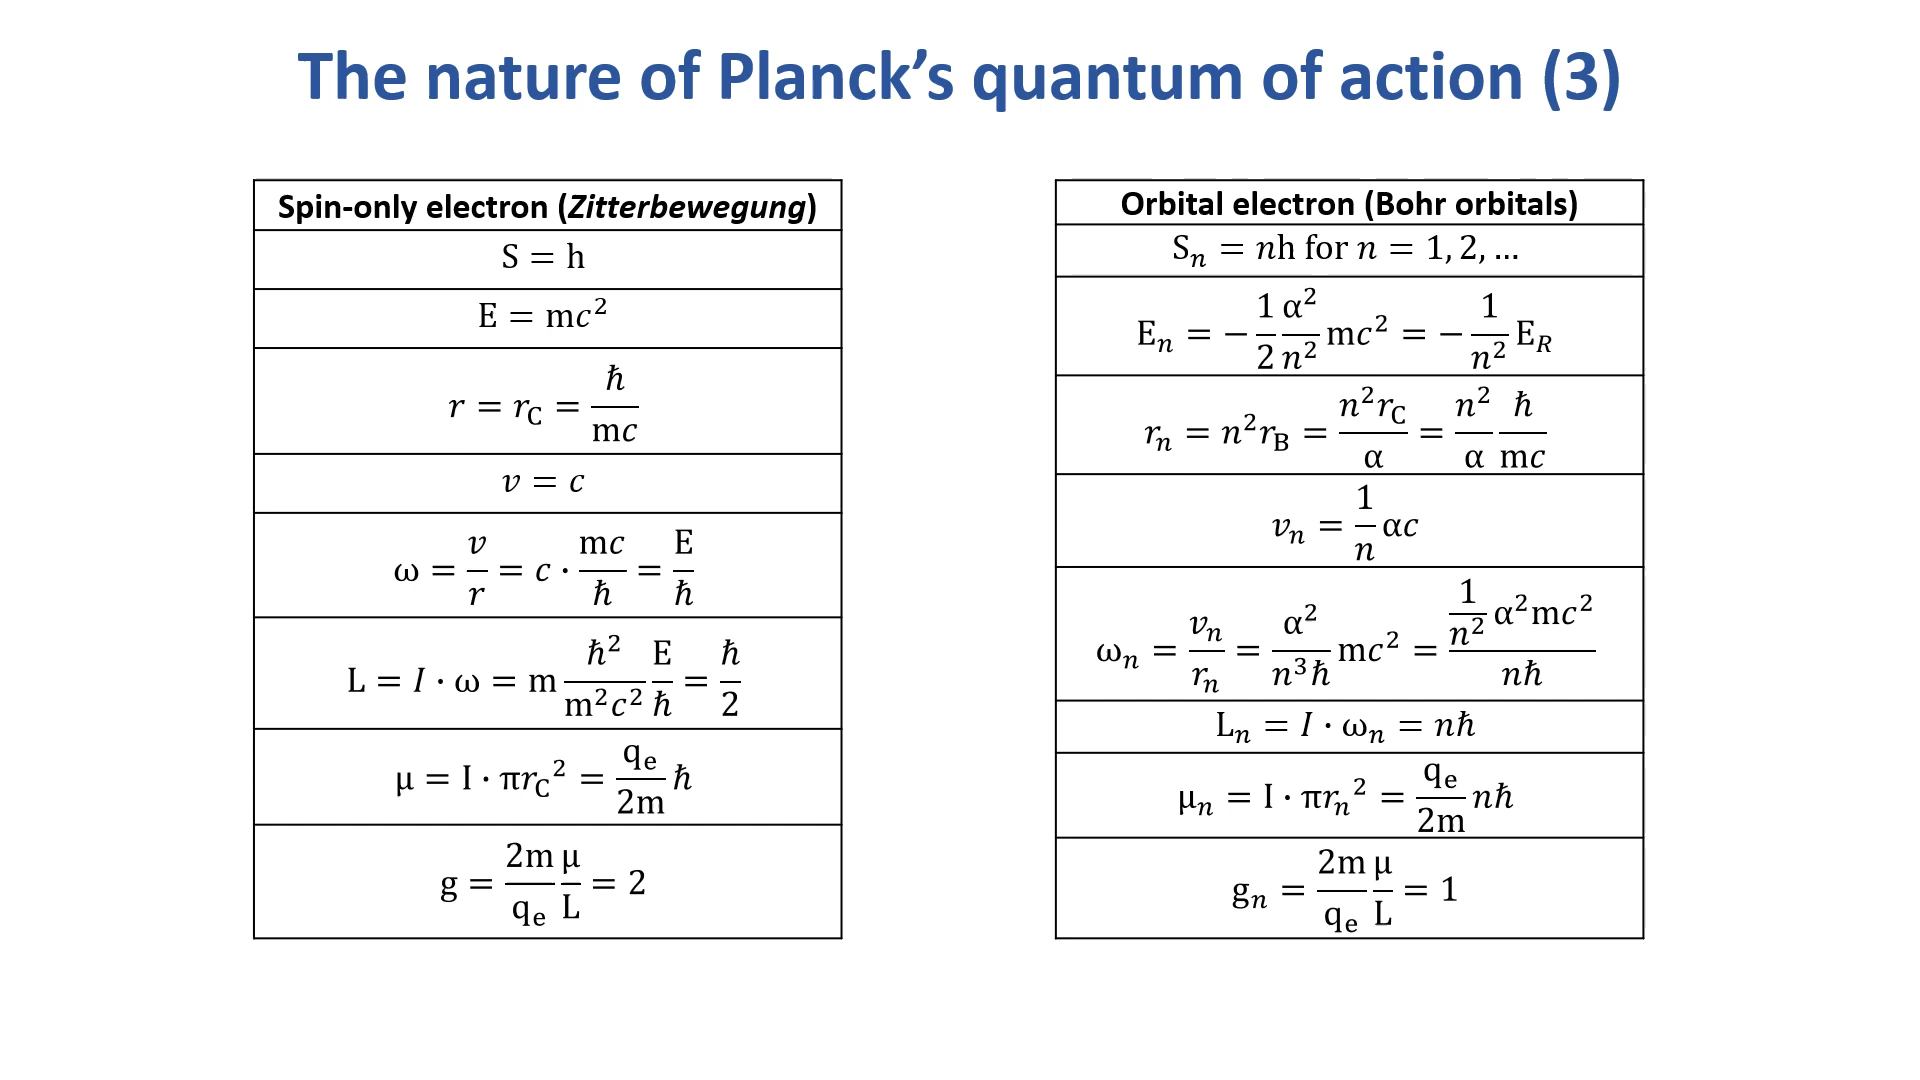 The nature of Planck’s quantum of action (3)
Spin-only electron (Zitterbewegung)
S = h
E = mc²
r = r_C = ℏ/mc
v = c
ω = v/r = c · mc/ℏ = E/ℏ
L = I · ω = m ℏ²/m²c² E/ℏ = ℏ/2
μ = I · πr_C² = q_e/2m ℏ
g = 2m/q_e μ/L = 2
Orbital electron (Bohr orbitals)
S_n = nh for n = 1, 2, …
E_n = −1/2 α²/n² mc² = −1/n² E_R
r_n = n²r_B = n²r_C/α = n²/α ℏ/mc
v_n = 1/n αc
ω_n = v_n/r_n = α²/n³ℏ mc² = 1/n² α²mc²/nℏ
L_n = I · ω_n = nℏ
μ_n = I · πr_n² = q_e/2m nℏ
g_n = 2m/q_e μ/L = 1